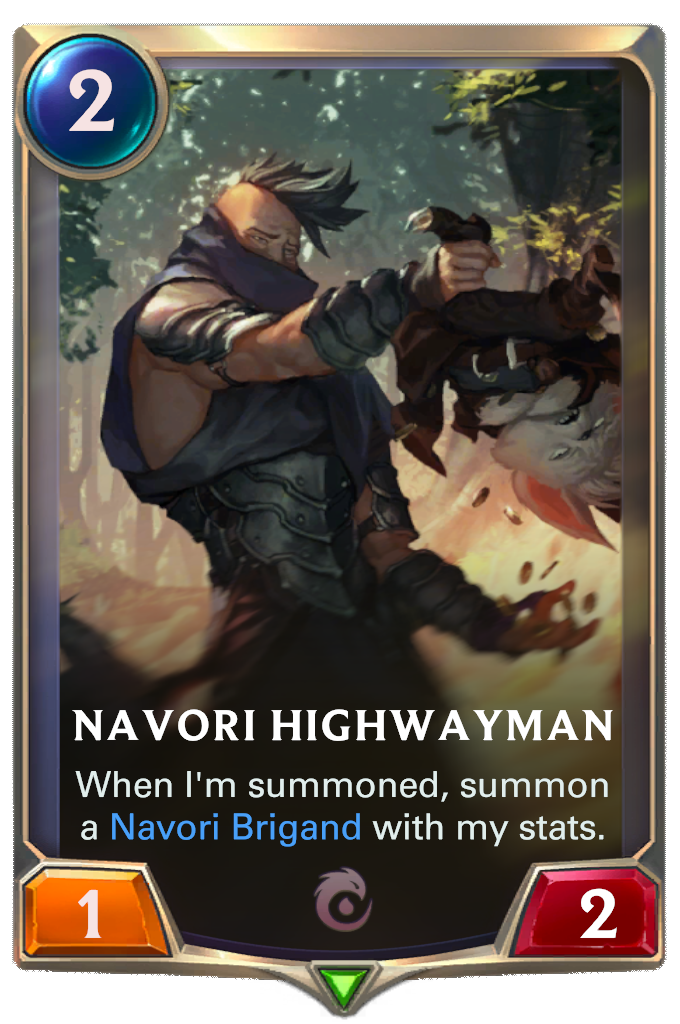 2
NAVORI HIGHWAYMAN
When I'm summoned, summon
a Navori Brigand with my stats.
1
2